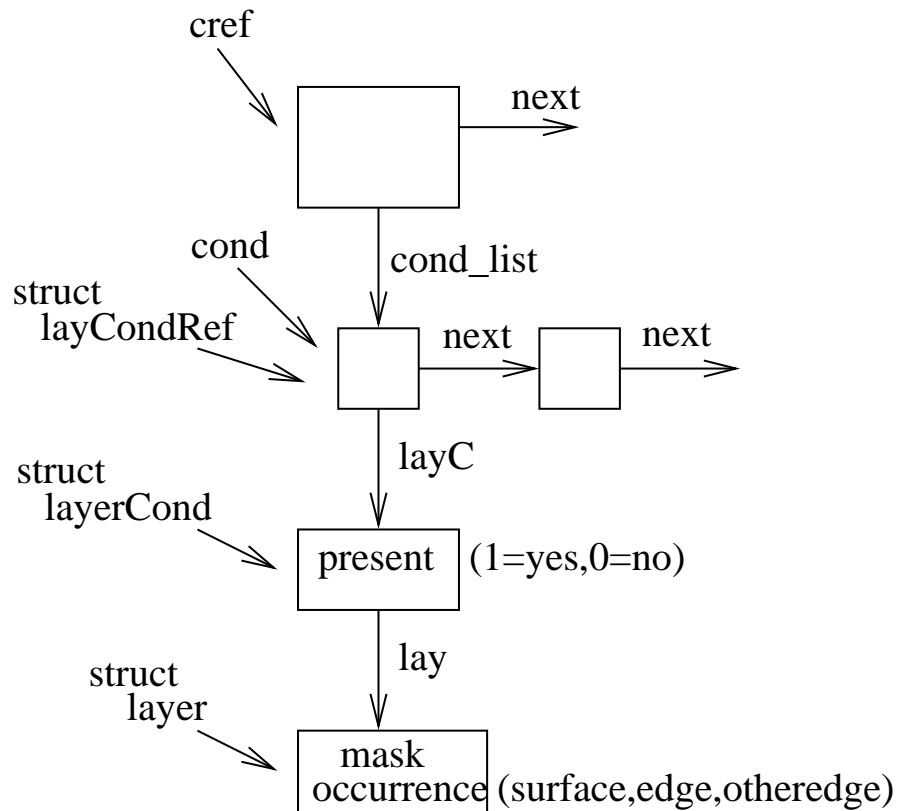 cref
next
cond
cond_list
struct
layCondRef
next
next
layC
struct
layerCond
present
(1=yes,0=no)
lay
struct
layer
mask
occurrence (surface,edge,otheredge)